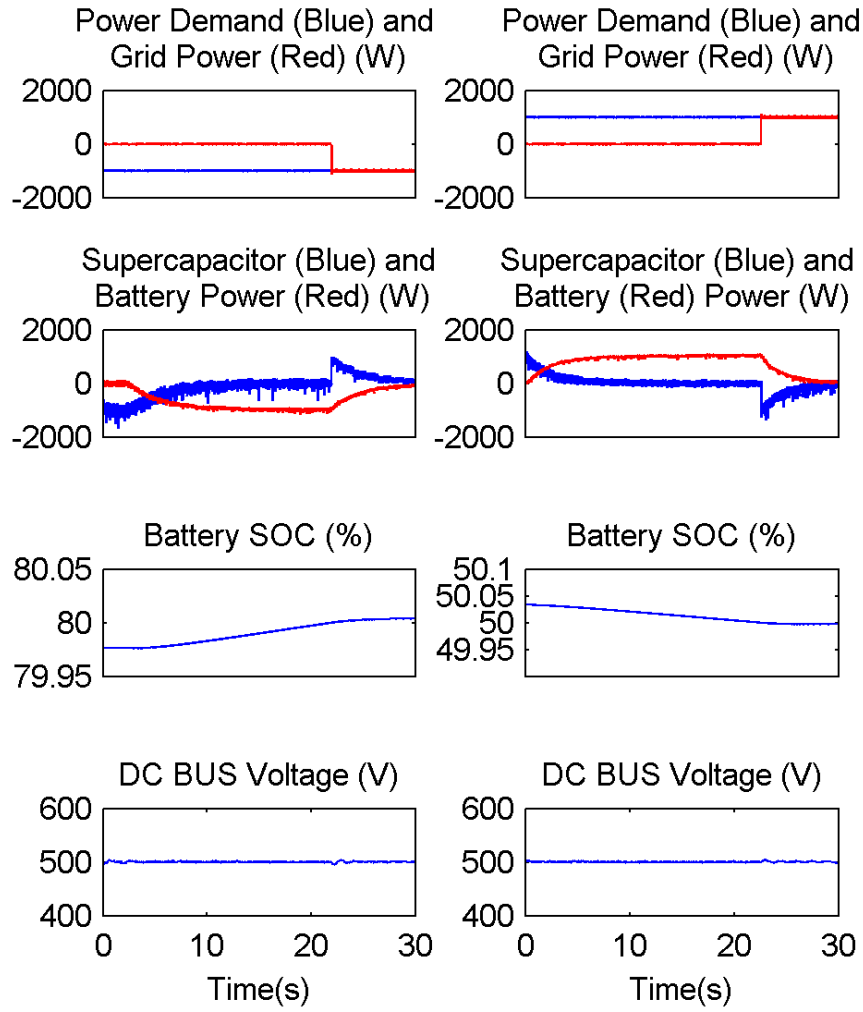 Power Demand (Blue) and
Grid Power (Red) (W)
2000
0
-2000
Power Demand (Blue) and
Grid Power (Red) (W)
2000
0
-2000
Supercapacitor (Blue) and
Battery Power (Red) (W)
2000
0
-2000
Supercapacitor (Blue) and
Battery (Red) Power (W)
2000
0
-2000
Battery SOC (%)
80.05
80
79.95
Battery SOC (%)
50.1
50.05
50
49.95
DC BUS Voltage (V)
600
500
400
0 10 20 30
Time(s)
DC BUS Voltage (V)
600
500
400
0 10 20 30
Time(s)